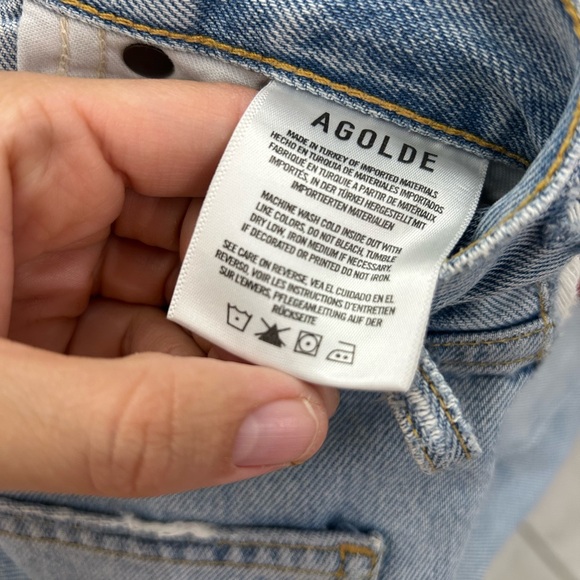 AGOLDE
MADE IN TURKEY OF IMPORTED MATERIALS
HECHO EN TURQUIA DE MATERIALES IMPORTADOS
FABRIQUÉ EN TURQUIE A PARTIR DE MATÉRIAUX
IMPORTÉS, IN DER TÜRKEI HERGESTELLT MIT
IMPORTIERTEN MATERIALIEN
MACHINE WASH COLD INSIDE OUT WITH
LIKE COLORS, DO NOT BLEACH, TUMBLE
DRY LOW, IRON MEDIUM IF NECESSARY.
IF DECORATED OR PRINTED DO NOT IRON.
SEE CARE ON REVERSE, VEA EL CUIDADO EN EL
REVERSO, VOIR LES INSTRUCTIONS D'ENTRETIEN
SUR L'ENVERS, PFLEGEANLEITUNG AUF DER
RÜCKSEITE